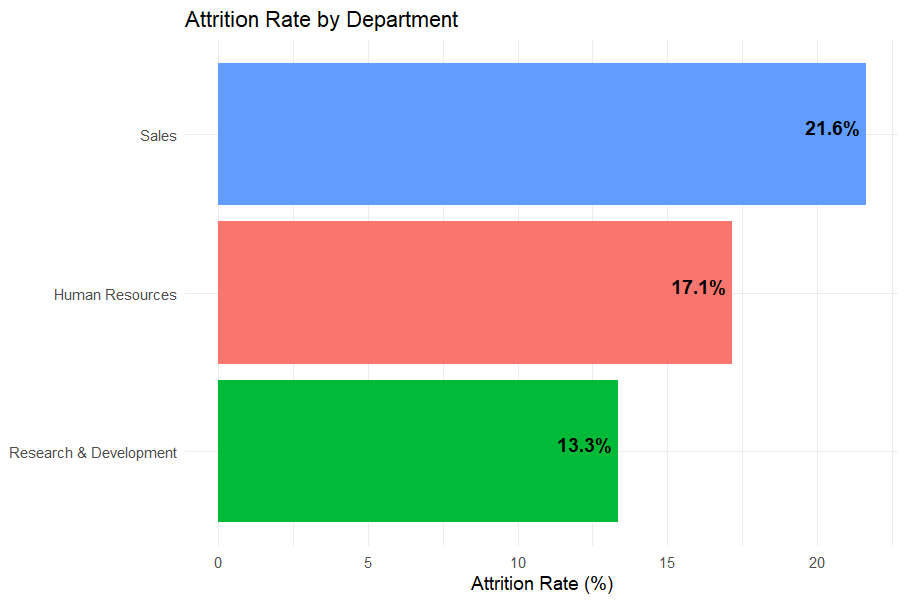 Attrition Rate by Department
Sales
21.6%
Human Resources
17.1%
Research & Development
13.3%
0 5 10 15 20
Attrition Rate (%)